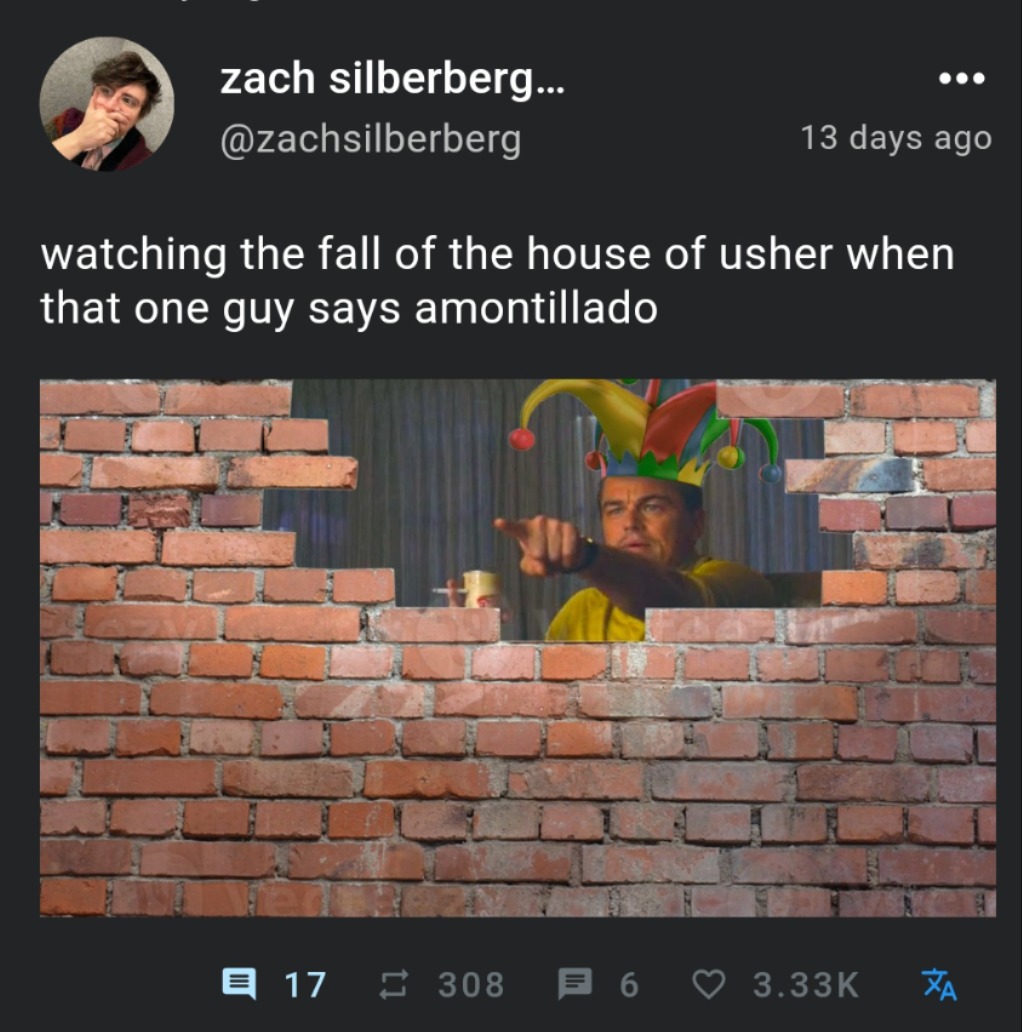 zach silberberg...
@zachsilberberg
13 days ago
watching the fall of the house of usher when
that one guy says amontillado
17
308
6
3.33K